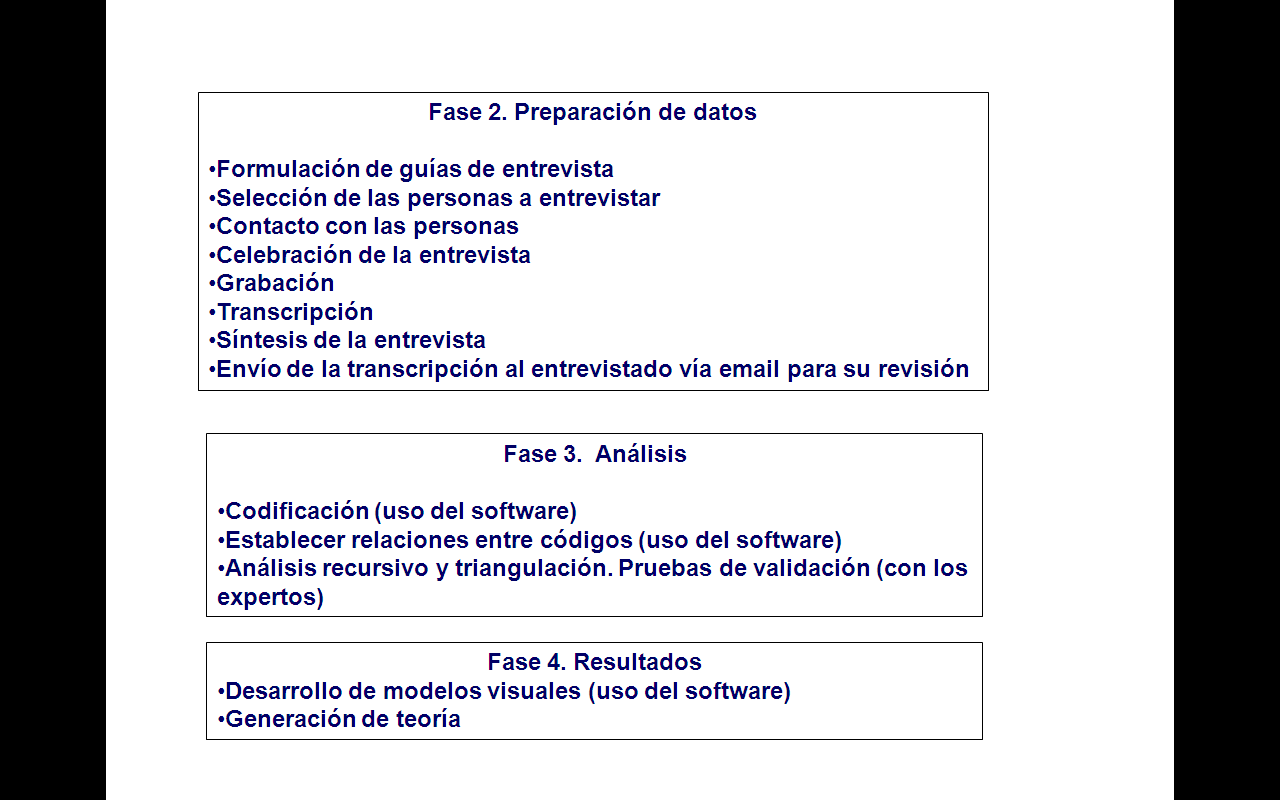 Fase 2. Preparación de datos
•Formulación de guías de entrevista
•Selección de las personas a entrevistar
•Contacto con las personas
•Celebración de la entrevista
•Grabación
•Transcripción
•Síntesis de la entrevista
•Envío de la transcripción al entrevistado vía email para su revisión
Fase 3.  Análisis
•Codificación (uso del software)
•Establecer relaciones entre códigos (uso del software)
•Análisis recursivo y triangulación. Pruebas de validación (con los
expertos)
Fase 4. Resultados
•Desarrollo de modelos visuales (uso del software)
•Generación de teoría